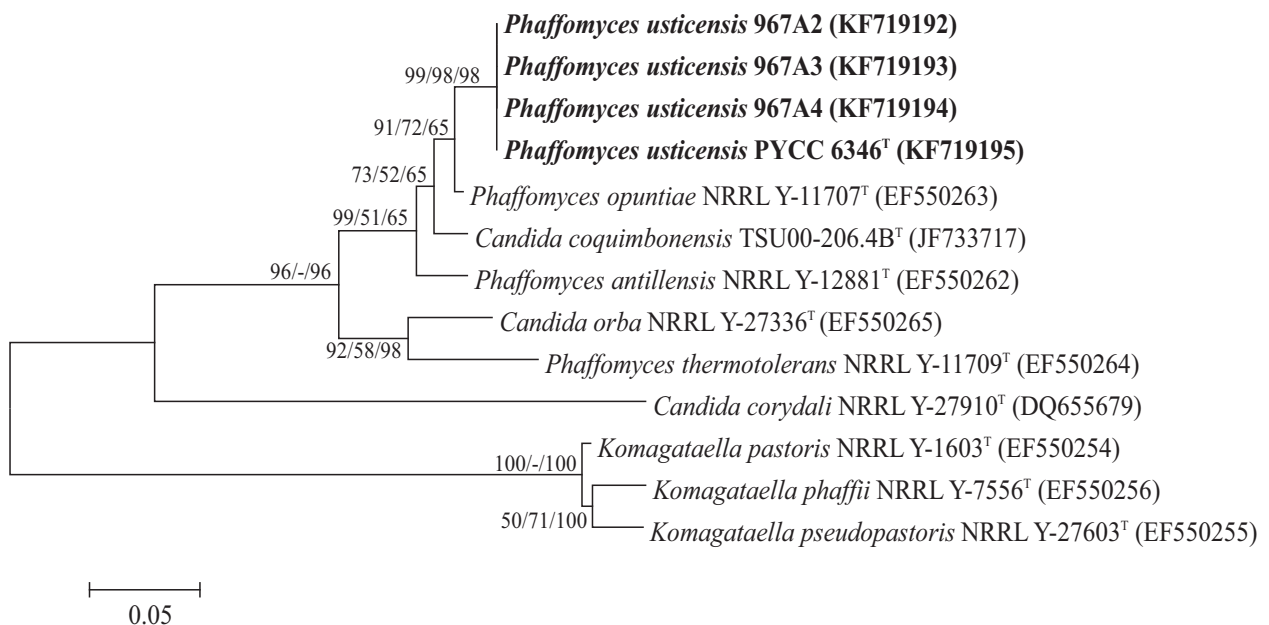 Phaffomyces usticensis 967A2 (KF719192)
Phaffomyces usticensis 967A3 (KF719193)
99/98/98
Phaffomyces usticensis 967A4 (KF719194)
91/72/65
Phaffomyces usticensis PYCC 6346ᵀ (KF719195)
73/52/65
Phaffomyces opuntiae NRRL Y-11707ᵀ (EF550263)
99/51/65
Candida coquimbonensis TSU00-206.4Bᵀ (JF733717)
96/-/96
Phaffomyces antillensis NRRL Y-12881ᵀ (EF550262)
Candida orba NRRL Y-27336ᵀ (EF550265)
92/58/98
Phaffomyces thermotolerans NRRL Y-11709ᵀ (EF550264)
Candida corydali NRRL Y-27910ᵀ (DQ655679)
Komagataella pastoris NRRL Y-1603ᵀ (EF550254)
100/-/100
Komagataella phaffii NRRL Y-7556ᵀ (EF550256)
50/71/100
Komagataella pseudopastoris NRRL Y-27603ᵀ (EF550255)
0.05